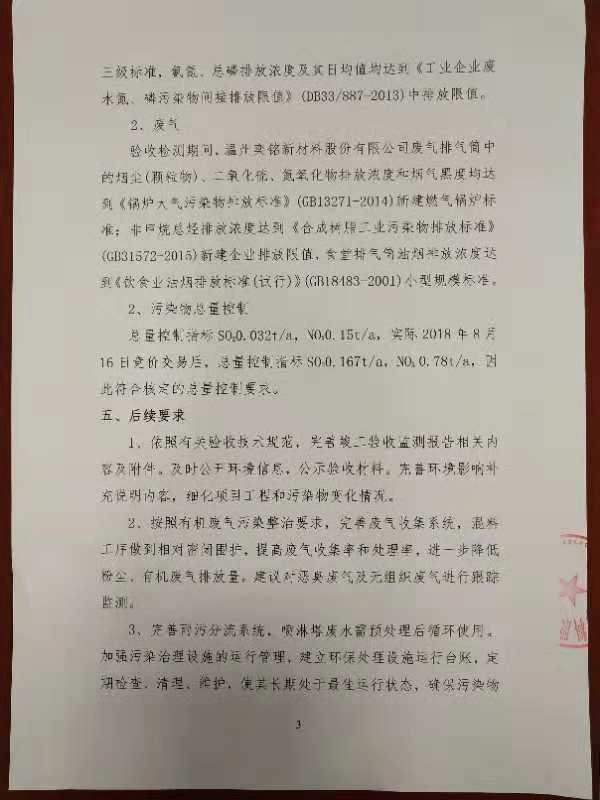 三级标准，氨氮、总磷排放浓度及其日均值均达到《工业企业废
水氮、磷污染物间接排放限值》(DB33/887-2013)中排放限值。
2、废气
验收检测期间，温州奕铭新材料股份有限公司废气排气筒中
的烟尘(颗粒物)、二氧化硫、氮氧化物排放浓度和烟气黑度均达
到《锅炉大气污染物排放标准》(GB13271-2014)新建燃气锅炉标
准；非甲烷总烃排放浓度达到《合成树脂工业污染物排放标准》
(GB31572-2015)新建企业排放限值，食堂排气筒油烟排放浓度达
到《饮食业油烟排放标准(试行)》(GB18483-2001)小型规模标准。
2、污染物总量控制
总量控制指标SO₂0.032t/a，NOₓ0.15t/a，实际2018年8月
16日竞价交易后，总量控制指标SO₂0.167t/a，NOₓ0.78t/a，因
此符合核定的总量控制要求。
五、后续要求
1、依照有关验收技术规范，完善竣工验收监测报告相关内
容及附件。及时公开环境信息，公示验收材料。完善环境影响补
充说明内容，细化项目工程和污染物变化情况。
2、按照有机废气污染整治要求，完善废气收集系统，混料
工序做到相对密闭围护，提高废气收集率和处理率，进一步降低
粉尘、有机废气排放量。建议对恶臭废气及无组织废气进行跟踪
监测。
3、完善雨污分流系统，喷淋塔废水需预处理后循环使用。
加强污染治理设施的运行管理，建立环保处理设施运行台账，定
期检查、清理、维护，使其长期处于最佳运行状态，确保污染物
3